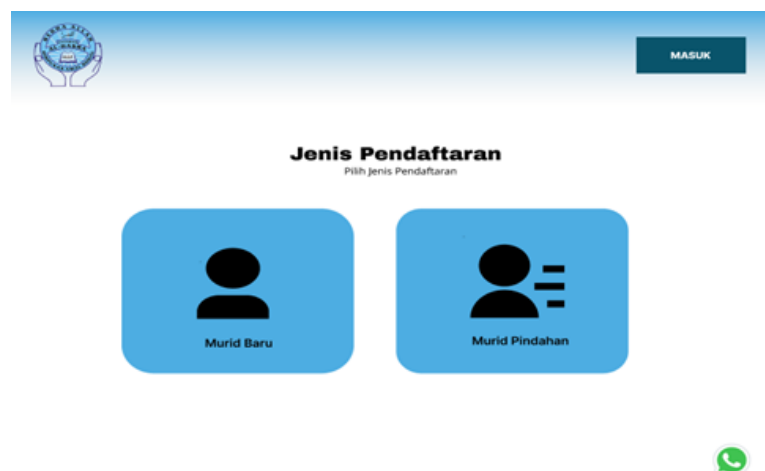 MASUK
Jenis Pendaftaran
Pilih Jenis Pendaftaran
Murid Baru
Murid Pindahan